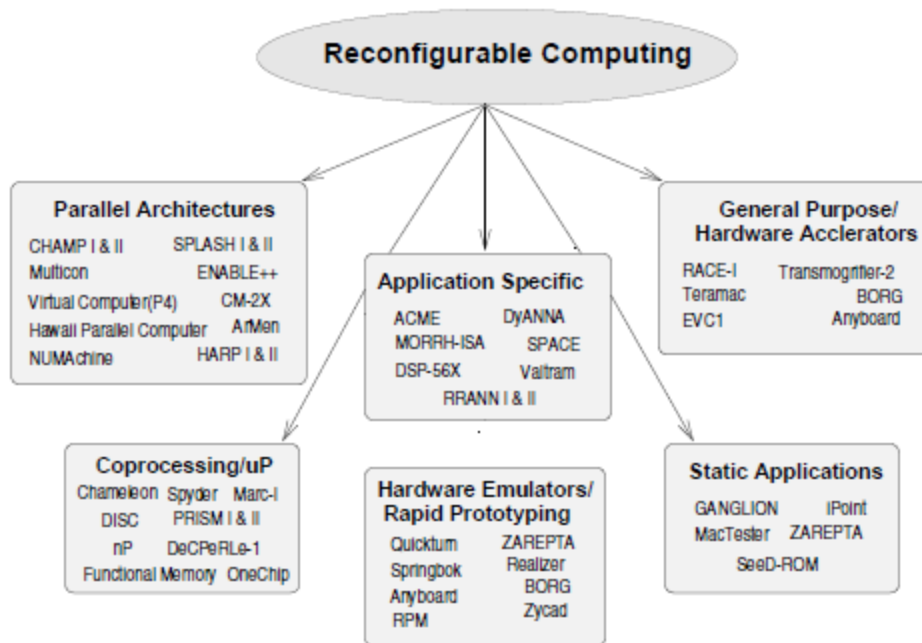 Reconfigurable Computing
Parallel Architectures
CHAMP I & II SPLASH I & II
Multicon ENABLE++
Virtual Computer(P4) CM-2X
Hawaii Parallel Computer ArMen
NUMAchine HARP I & II
Application Specific
ACME DyANNA
MORRH-ISA SPACE
DSP-56X Valtram
RRANN I & II
General Purpose/
Hardware Acclerators
RACE-I Transmogrifier-2
Teramac BORG
EVC1 Anyboard
Coprocessing/uP
Chameleon Spyder Marc-I
DISC PRISM I & II
nP DeCPeRLe-1
Functional Memory OneChip
Hardware Emulators/
Rapid Prototyping
Quickturn ZAREPTA
Springbok Realizer
Anyboard BORG
RPM Zycad
Static Applications
GANGLION iPoint
MacTester ZAREPTA
SeeD-ROM